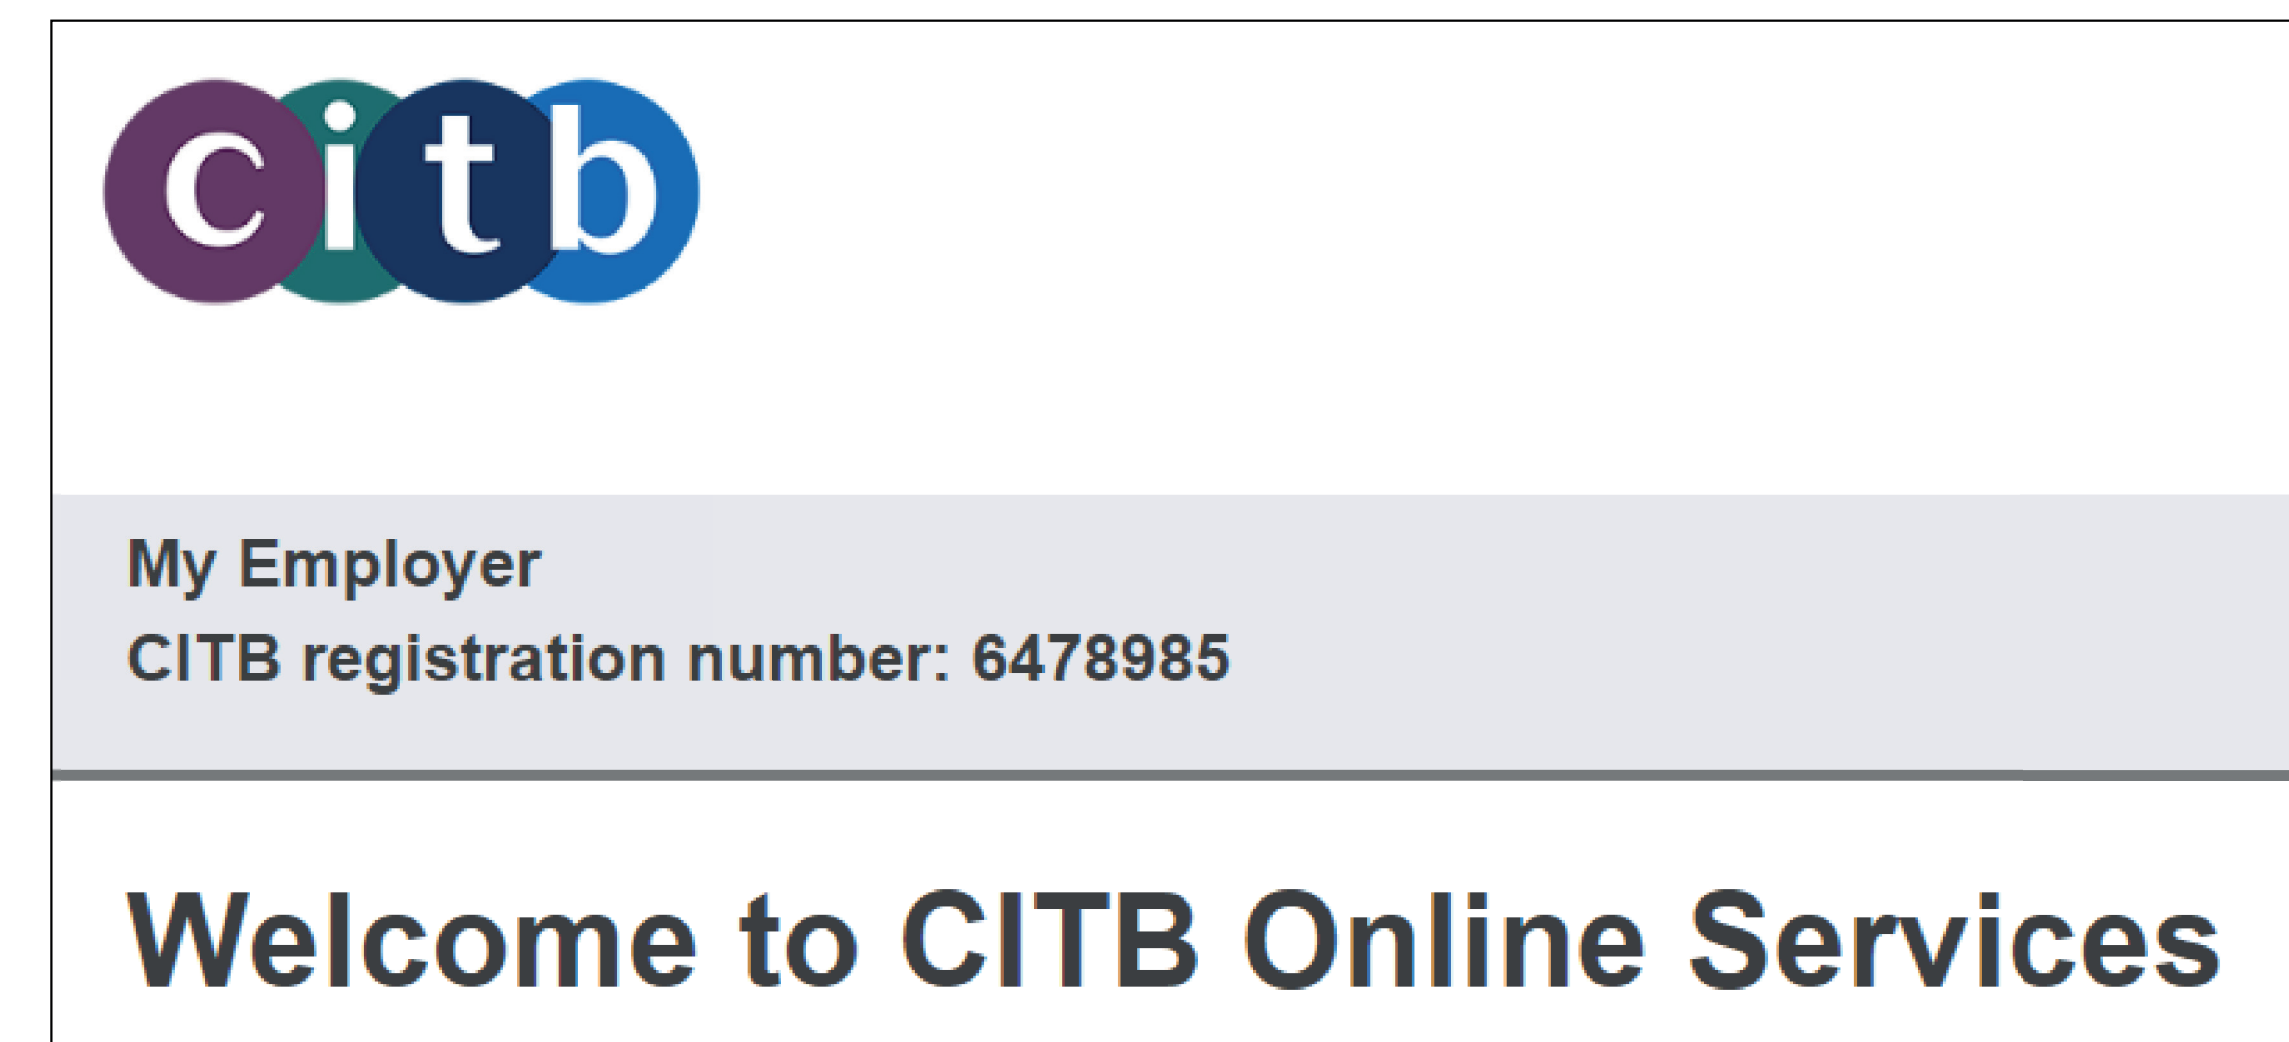 citb
My Employer
CITB registration number: 6478985
Welcome to CITB Online Services